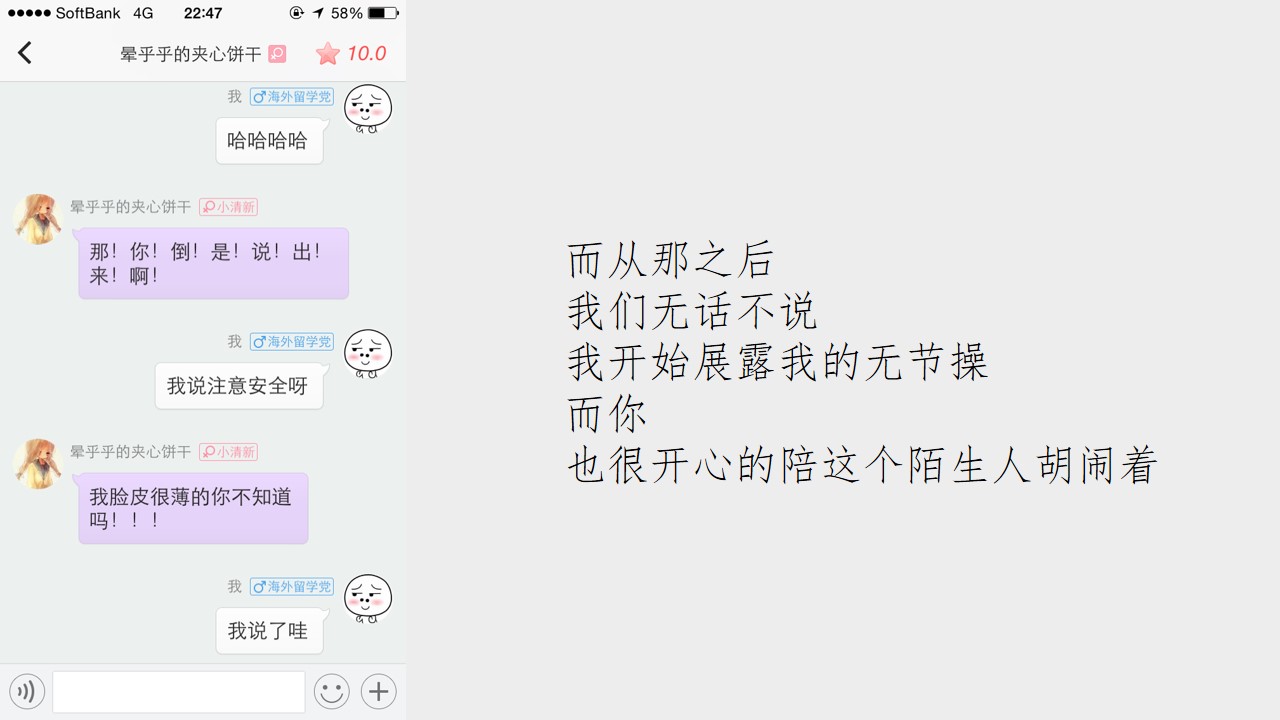 SoftBank 4G 22:47 58%
晕乎乎的夹心饼干 10.0
我 海外留学党
哈哈哈哈
晕乎乎的夹心饼干 小清新
那！你！倒！是！说！出！
来！啊！
我 海外留学党
我说注意安全呀
晕乎乎的夹心饼干 小清新
我脸皮很薄的你不知道
吗！！！
我 海外留学党
我说了哇
而从那之后
我们无话不说
我开始展露我的无节操
而你
也很开心的陪这个陌生人胡闹着